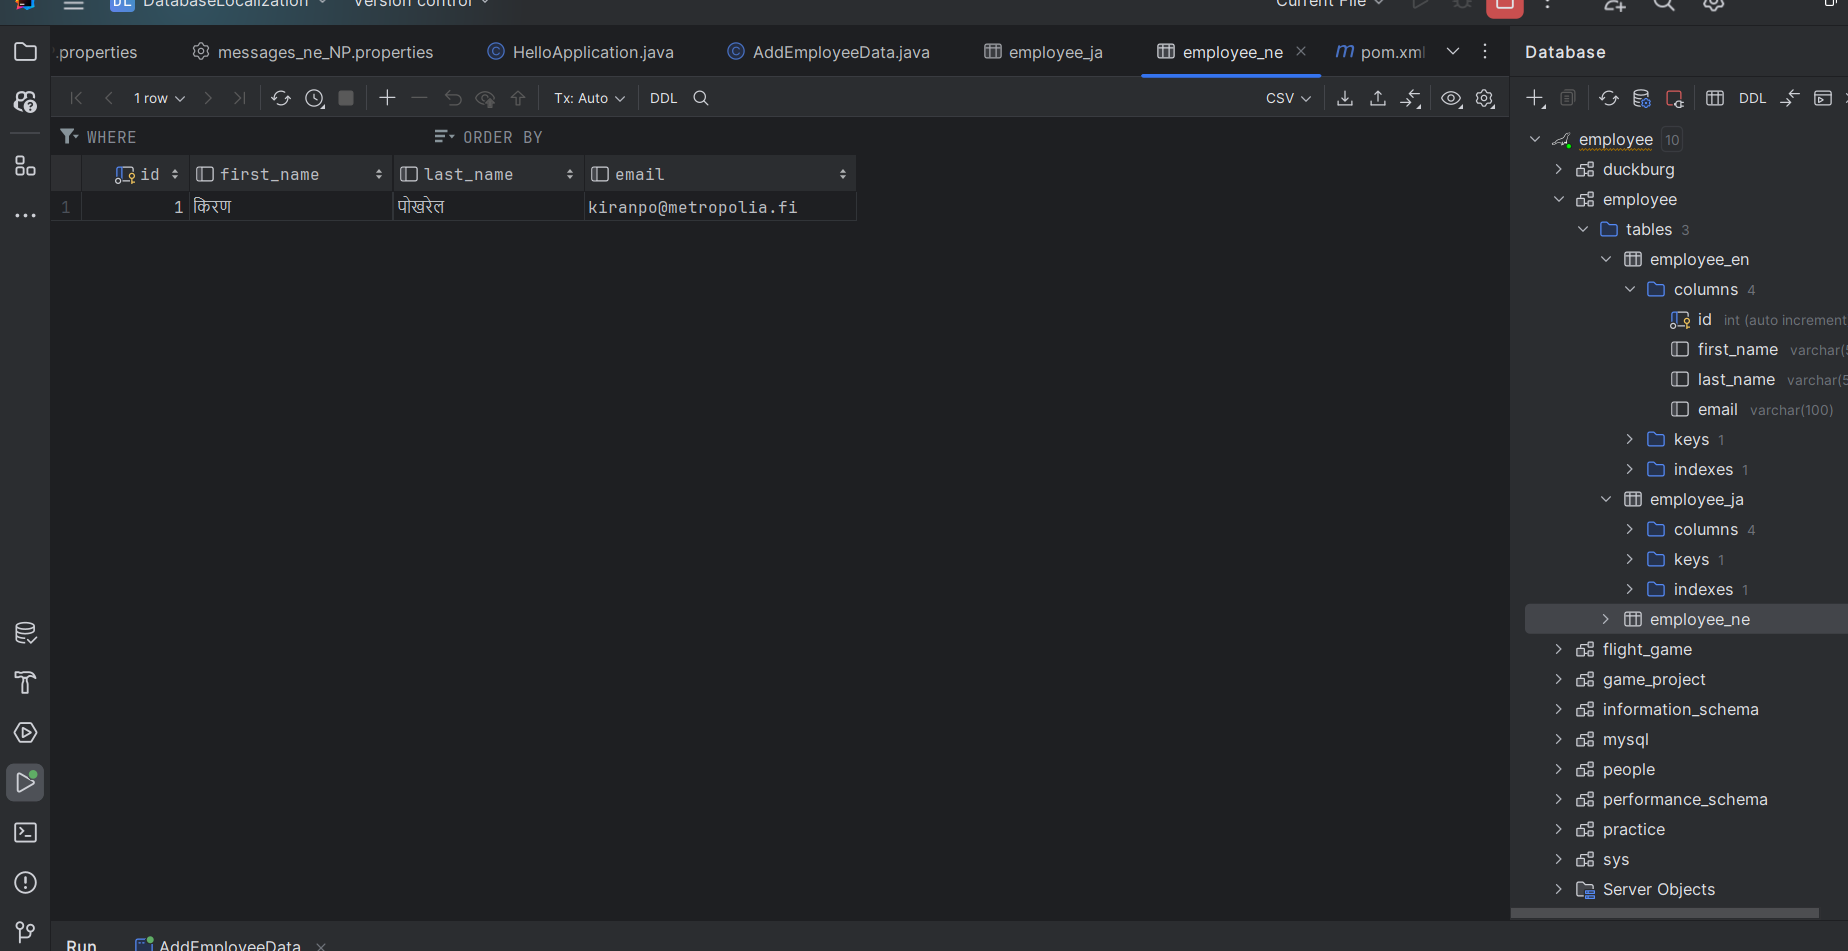 DL DatabaseLocalization Version control Current File
.properties messages_ne_NP.properties HelloApplication.java AddEmployeeData.java employee_ja employee_ne pom.xml Database
1 row Tx: Auto DDL CSV DDL
WHERE ORDER BY
id first_name last_name email
1 1 किरण पोखरेल kiranpo@metropolia.fi
employee 10
duckburg
employee
tables 3
employee_en
columns 4
id int (auto increment
first_name varchar(5
last_name varchar(5
email varchar(100)
keys 1
indexes 1
employee_ja
columns 4
keys 1
indexes 1
employee_ne
flight_game
game_project
information_schema
mysql
people
performance_schema
practice
sys
Server Objects
Run AddEmployeeData